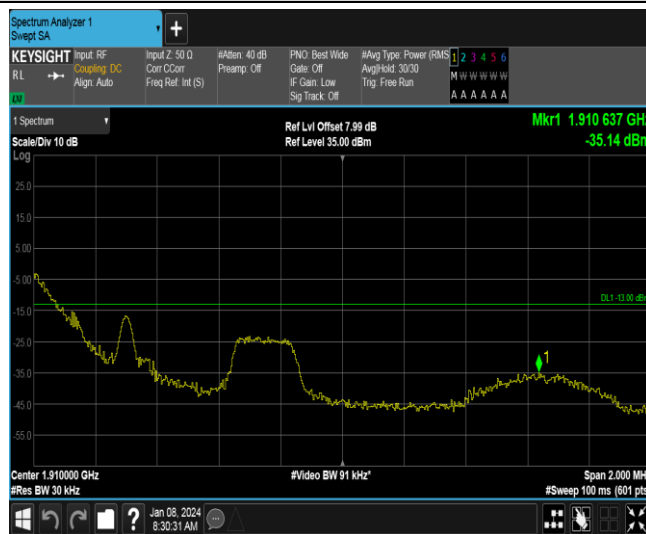 Spectrum Analyzer 1
Swept SA
+
KEYSIGHT
RL
LXI
Input: RF
Coupling: DC
Align: Auto
Input Z: 50 Ω
Corr CCorr
Freq Ref: Int (S)
#Atten: 40 dB
Preamp: Off
PNO: Best Wide
Gate: Off
IF Gain: Low
Sig Track: Off
#Avg Type: Power (RMS
Avg|Hold: 30/30
Trig: Free Run
1 2 3 4 5 6
M W W W W W
A A A A A A
1 Spectrum
Scale/Div 10 dB
Ref Lvl Offset 7.99 dB
Ref Level 35.00 dBm
Mkr1 1.910 637 GHz
-35.14 dBm
Log
25.0
15.0
5.00
-5.00
DL1 -13.00 dBm
-15.0
-25.0
1
-35.0
-45.0
-55.0
Center 1.910000 GHz
#Res BW 30 kHz
#Video BW 91 kHz*
Span 2.000 MH
#Sweep 100 ms (601 pts
?
Jan 08, 2024
8:30:31 AM